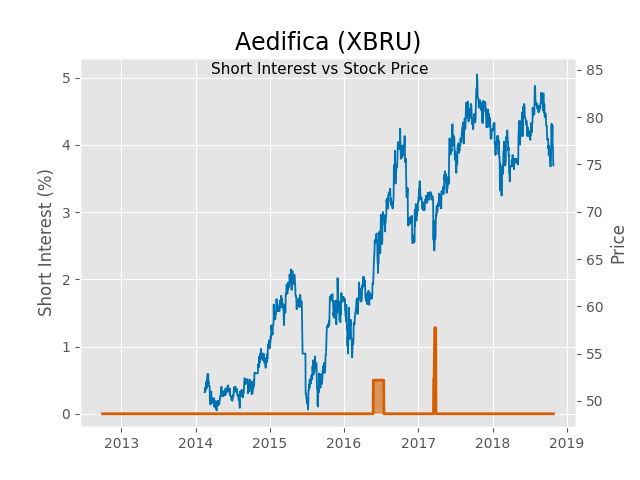 Aedifica (XBRU)
Short Interest vs Stock Price
Short Interest (%)
5
4
3
2
1
0
85
80
75
70
65
60
55
50
Price
2013 2014 2015 2016 2017 2018 2019